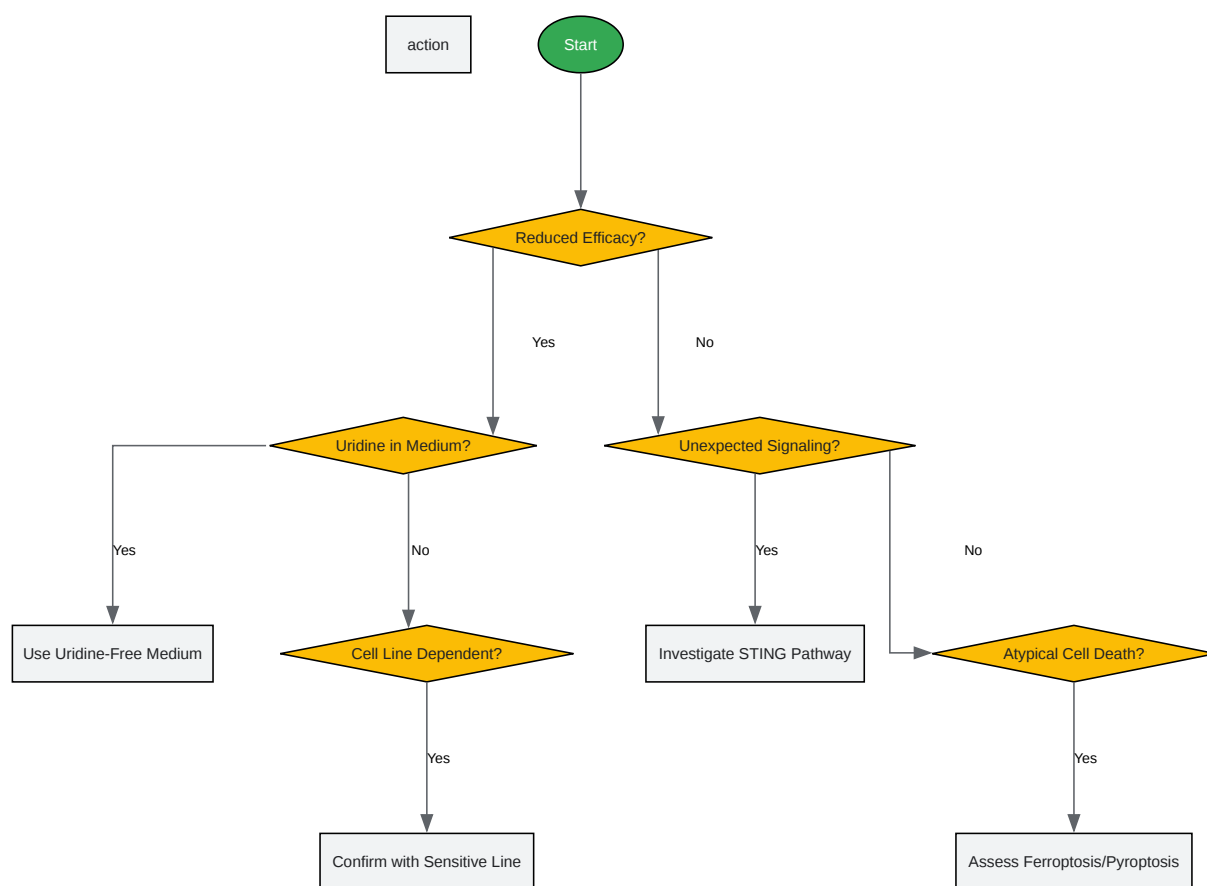 action
Start
Reduced Efficacy?
Yes
No
Uridine in Medium?
Unexpected Signaling?
Yes
No
Yes
No
Use Uridine-Free Medium
Cell Line Dependent?
Investigate STING Pathway
Atypical Cell Death?
Yes
Yes
Confirm with Sensitive Line
Assess Ferroptosis/Pyroptosis